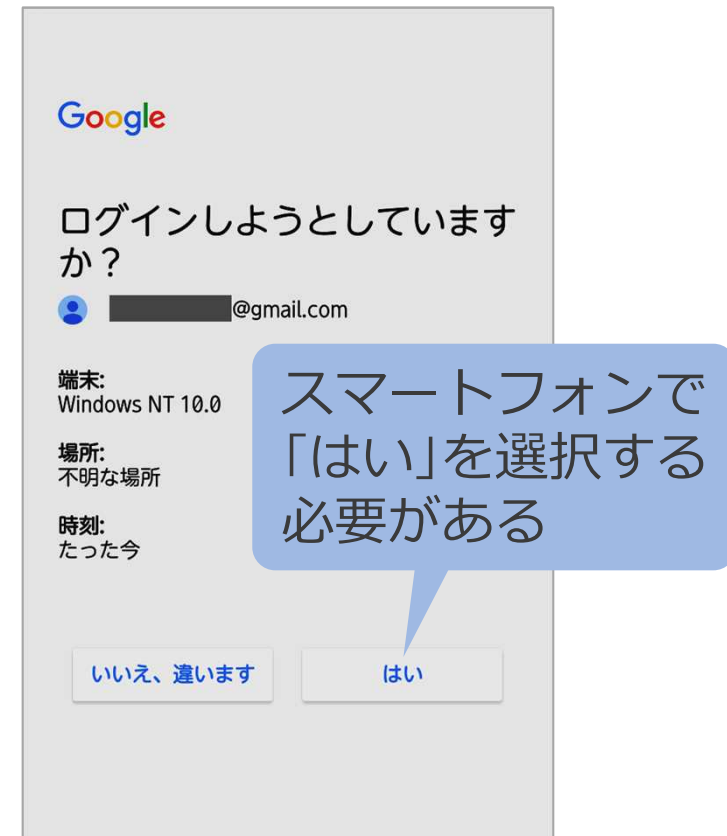 Google
ログインしようとしています
か？
@gmail.com
端末:
Windows NT 10.0
場所:
不明な場所
時刻:
たった今
スマートフォンで
｢はい｣を選択する
必要がある
いいえ、違います
はい